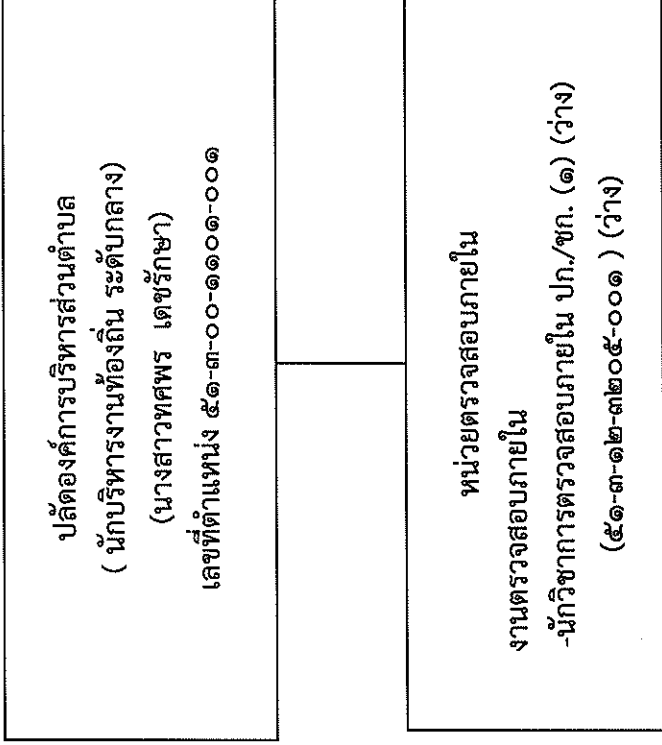 ปลัดองค์การบริหารส่วนตำบล
( นักบริหารงานท้องถิ่น ระดับกลาง)
(นางสาวทศพร เดชรักษา)
เลขที่ตำแหน่ง ๕๑-๓-๐๐-๑๑๐๑-๐๐๑
หน่วยตรวจสอบภายใน
งานตรวจสอบภายใน
-นักวิชาการตรวจสอบภายใน ปก./ชก. (๑) (ว่าง)
(๕๑-๓-๑๒-๓๒๐๕-๐๐๑ ) (ว่าง)